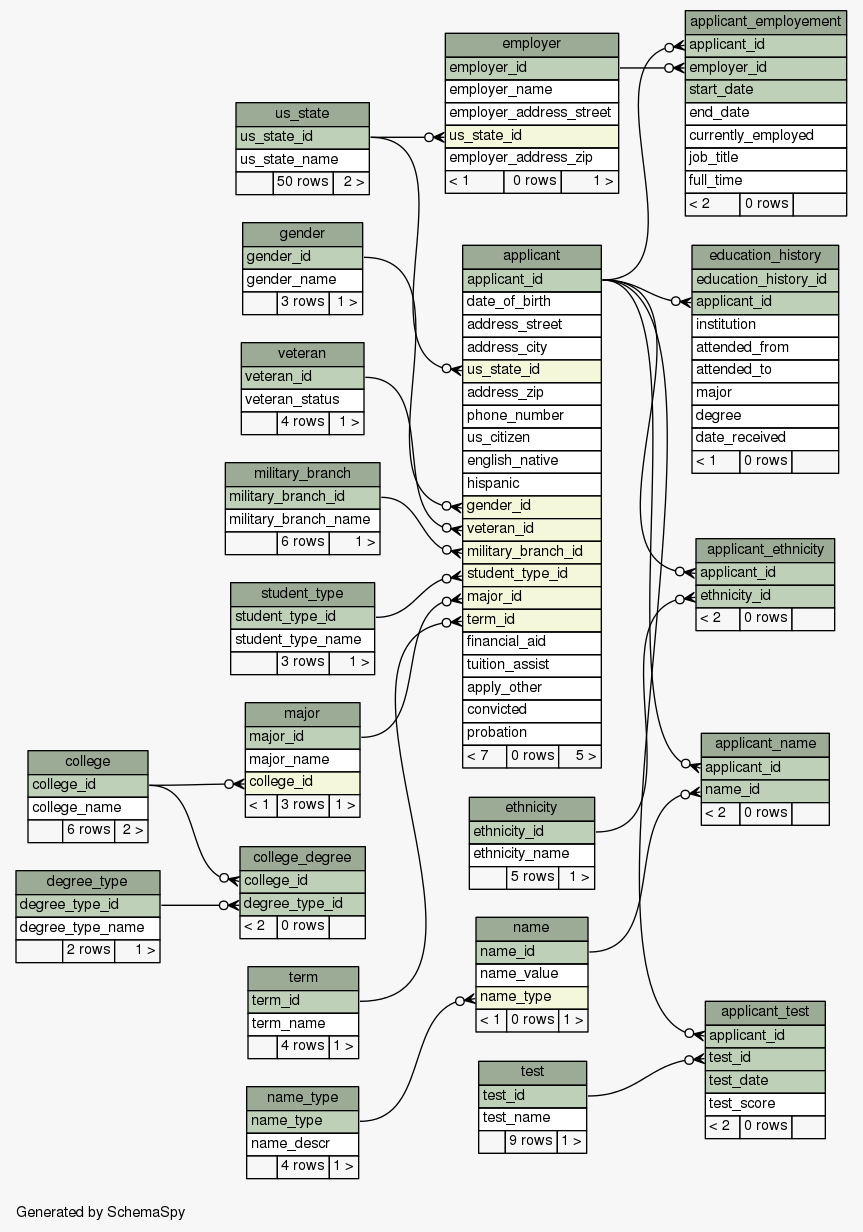 us_state
us_state_id
us_state_name
50 rows 2 >
gender
gender_id
gender_name
3 rows 1 >
veteran
veteran_id
veteran_status
4 rows 1 >
military_branch
military_branch_id
military_branch_name
6 rows 1 >
student_type
student_type_id
student_type_name
3 rows 1 >
major
major_id
major_name
college_id
< 1 3 rows 1 >
college
college_id
college_name
6 rows 2 >
college_degree
college_id
degree_type_id
< 2 0 rows
degree_type
degree_type_id
degree_type_name
2 rows 1 >
term
term_id
term_name
4 rows 1 >
name_type
name_type
name_descr
4 rows 1 >
employer
employer_id
employer_name
employer_address_street
us_state_id
employer_address_zip
< 1 0 rows 1 >
applicant
applicant_id
date_of_birth
address_street
address_city
us_state_id
address_zip
phone_number
us_citizen
english_native
hispanic
gender_id
veteran_id
military_branch_id
student_type_id
major_id
term_id
financial_aid
tuition_assist
apply_other
convicted
probation
< 7 0 rows 5 >
ethnicity
ethnicity_id
ethnicity_name
5 rows 1 >
name
name_id
name_value
name_type
< 1 0 rows 1 >
test
test_id
test_name
9 rows 1 >
applicant_employement
applicant_id
employer_id
start_date
end_date
currently_employed
job_title
full_time
< 2 0 rows
education_history
education_history_id
applicant_id
institution
attended_from
attended_to
major
degree
date_received
< 1 0 rows
applicant_ethnicity
applicant_id
ethnicity_id
< 2 0 rows
applicant_name
applicant_id
name_id
< 2 0 rows
applicant_test
applicant_id
test_id
test_date
test_score
< 2 0 rows
Generated by SchemaSpy